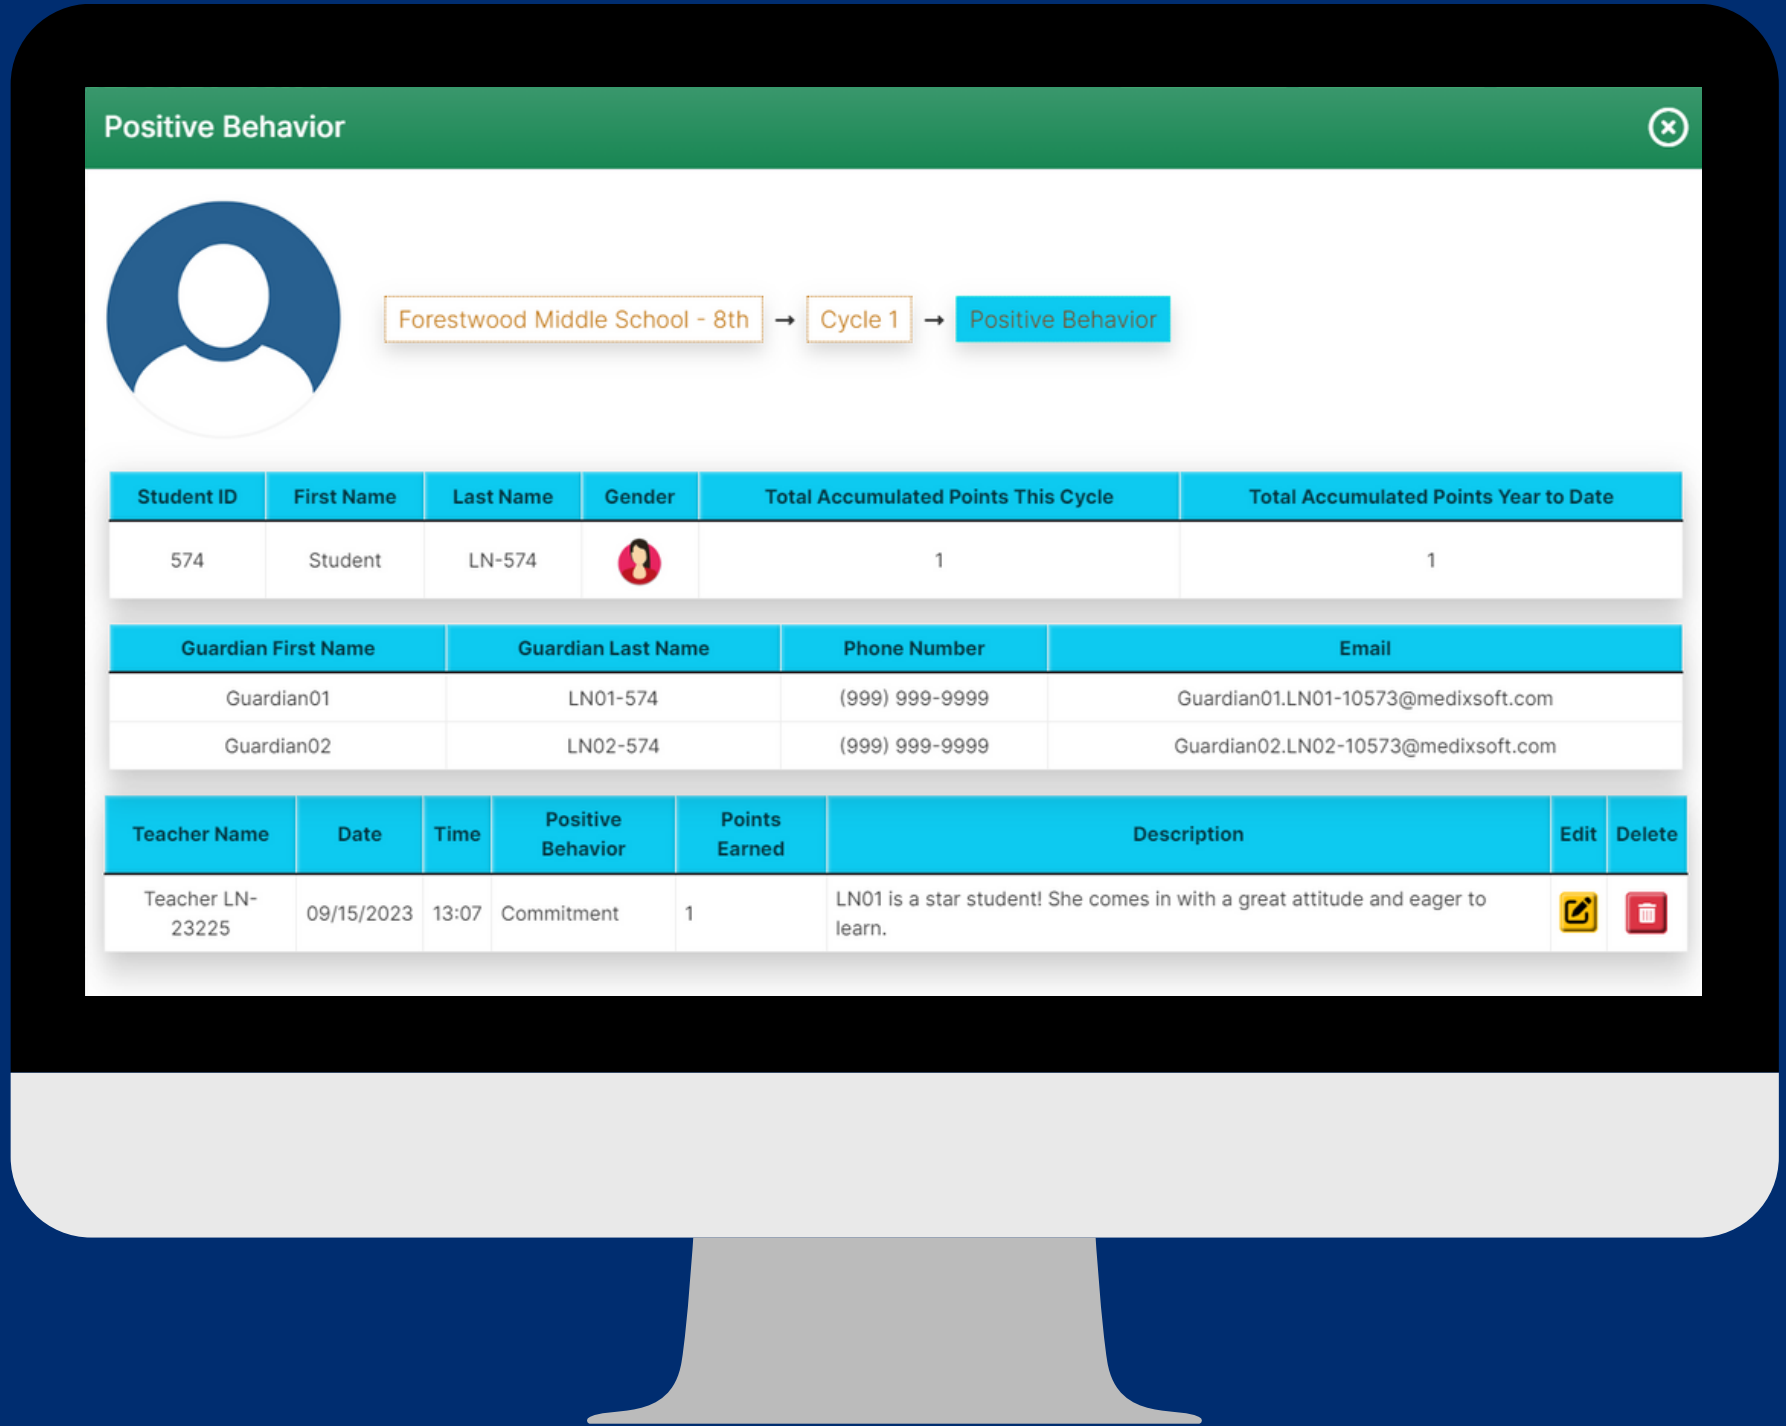 Positive Behavior
Forestwood Middle School - 8th → Cycle 1 → Positive Behavior
Student ID First Name Last Name Gender Total Accumulated Points This Cycle Total Accumulated Points Year to Date
574 Student LN-574 1 1
Guardian First Name Guardian Last Name Phone Number Email
Guardian01 LN01-574 (999) 999-9999 Guardian01.LN01-10573@medixsoft.com
Guardian02 LN02-574 (999) 999-9999 Guardian02.LN02-10573@medixsoft.com
Teacher Name Date Time Positive Behavior Points Earned Description Edit Delete
Teacher LN-23225 09/15/2023 13:07 Commitment 1 LN01 is a star student! She comes in with a great attitude and eager to
learn.